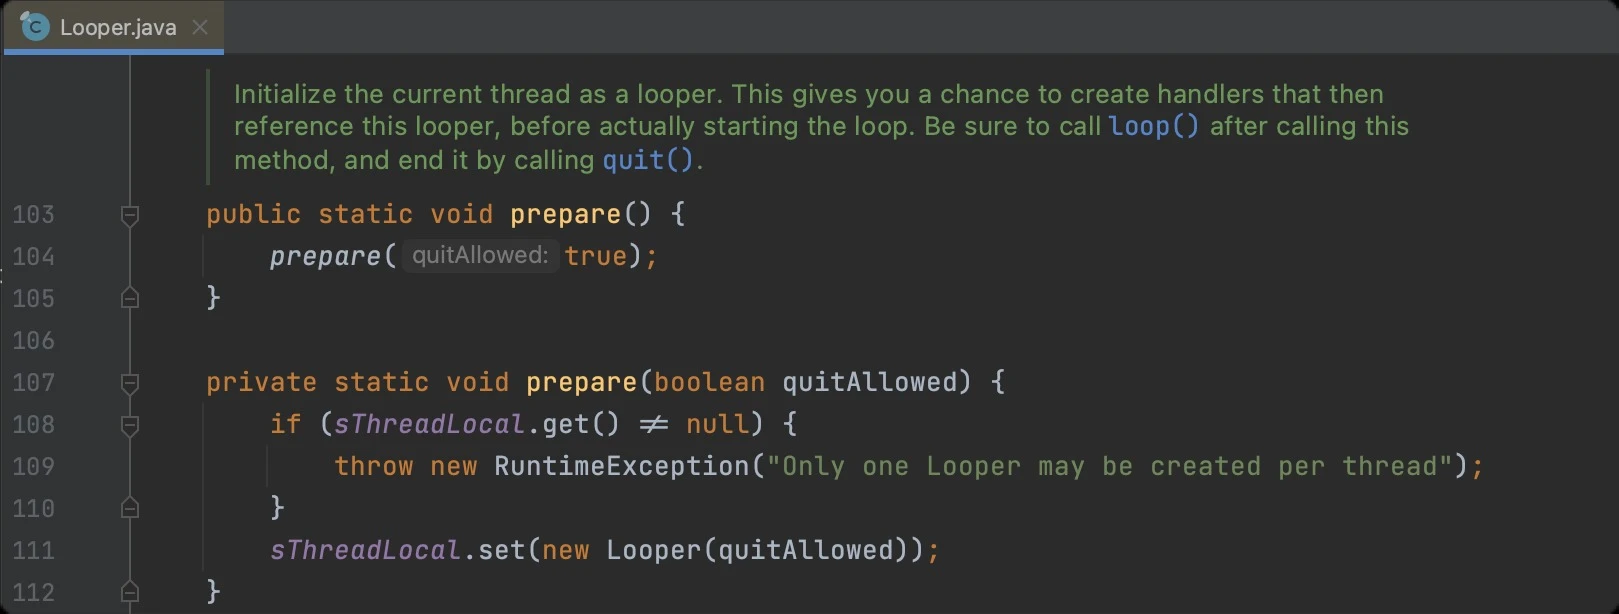 Looper.java
Initialize the current thread as a looper. This gives you a chance to create handlers that then
reference this looper, before actually starting the loop. Be sure to call loop() after calling this
method, and end it by calling quit().
103 public static void prepare() {
104 prepare( quitAllowed: true);
105 }
106
107 private static void prepare(boolean quitAllowed) {
108 if (sThreadLocal.get() ≠ null) {
109 throw new RuntimeException("Only one Looper may be created per thread");
110 }
111 sThreadLocal.set(new Looper(quitAllowed));
112 }